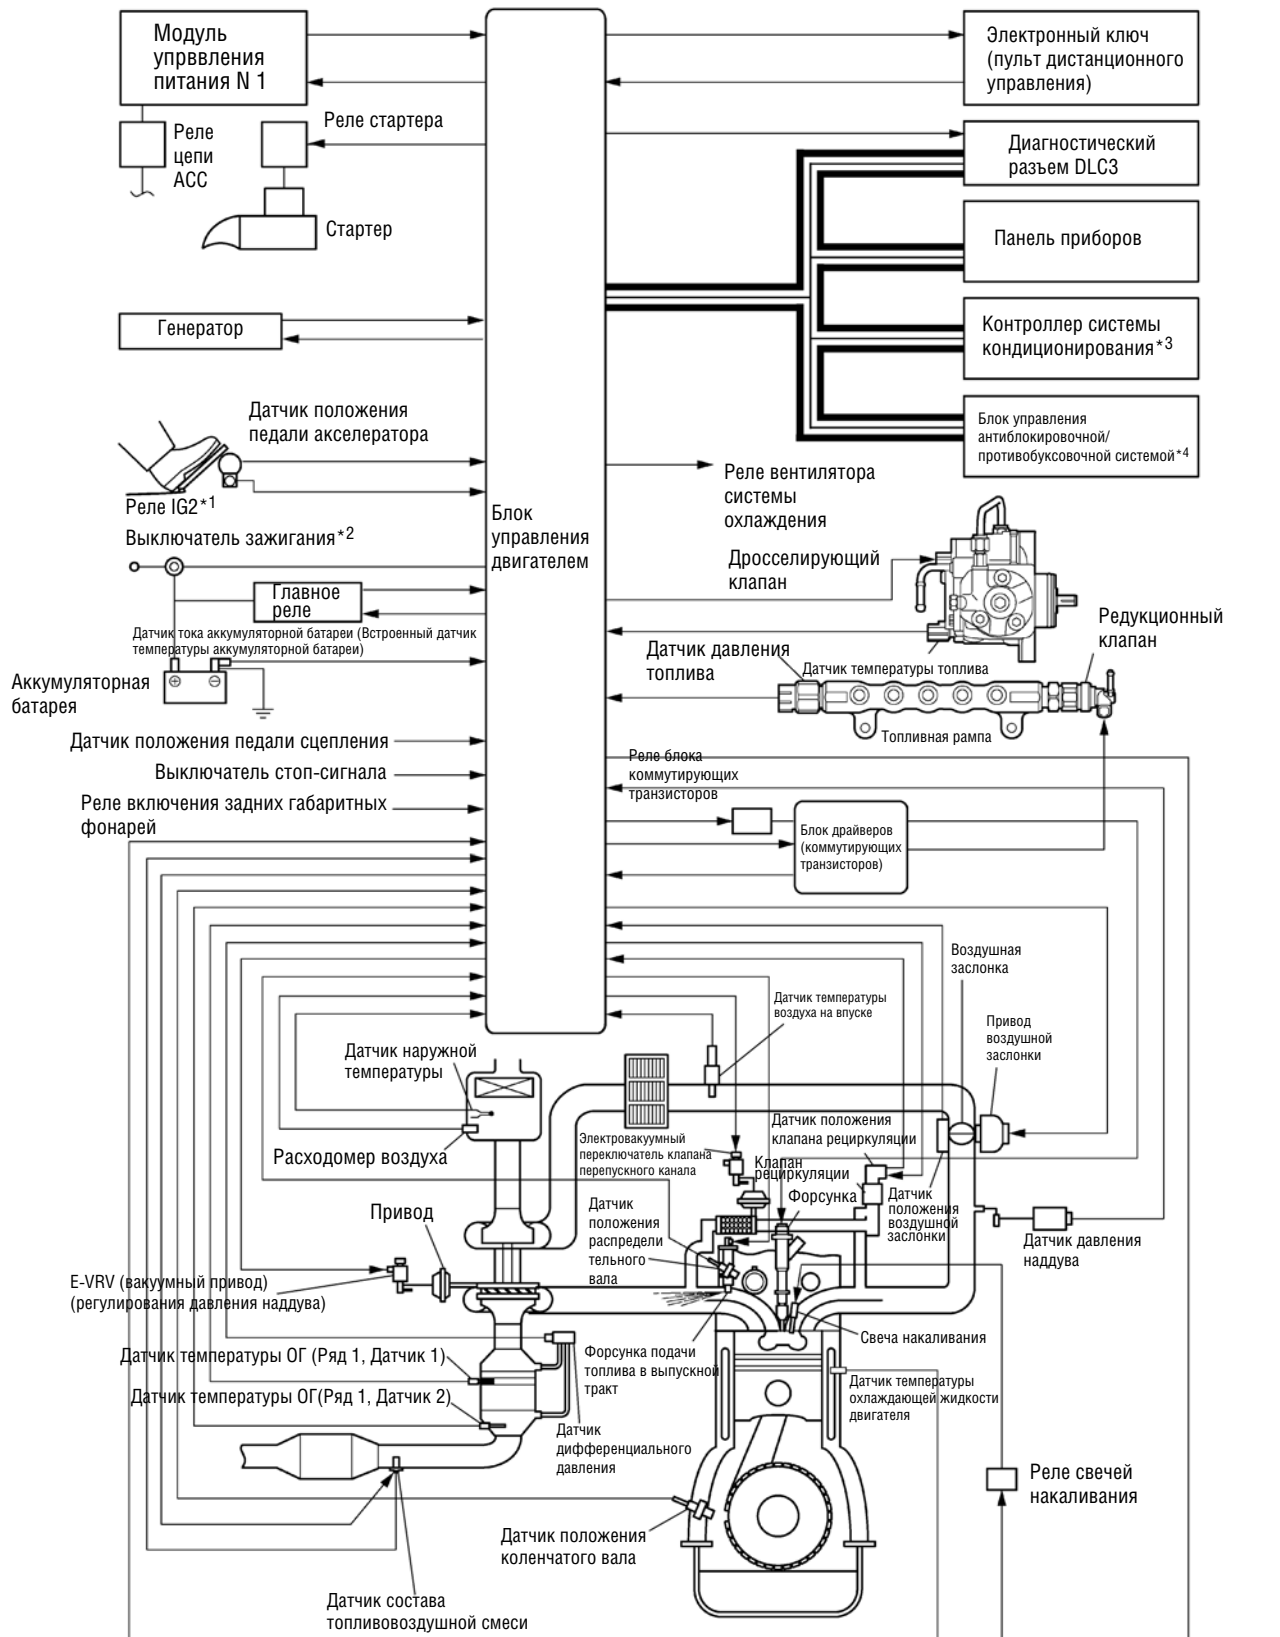 Модуль
упрввления
питания N 1
Электронный ключ
(пульт дистанционного
управления)
Реле
цепи
ACC
Реле стартера
Диагностический
разъем DLC3
Стартер
Панель приборов
Генератор
Контроллер системы
кондиционирования*3
Датчик положения
педали акселератора
Блок управления
антиблокировочной/
противобуксовочной системой*4
Реле IG2*1
Выключатель зажигания*2
Блок
управления
двигателем
Реле вентилятора
системы
охлаждения
Главное
реле
Дросселирующий
клапан
Датчик тока аккумуляторной батареи (Встроенный датчик
температуры аккумуляторной батареи)
Редукционный
клапан
Аккумуляторная
батарея
Датчик давления
топлива
Датчик температуры топлива
Топливная рампа
Датчик положения педали сцепления
Выключатель стоп-сигнала
Реле включения задних габаритных
фонарей
Реле блока
коммутирующих
транзисторов
Блок драйверов
(коммутирующих
транзисторов)
Воздушная
заслонка
Датчик температуры
воздуха на впуске
Привод
воздушной
заслонки
Датчик наружной
температуры
Расходомер воздуха
Электровакуумный
переключатель клапана
перепускного канала
Датчик положения
клапана рециркуляции
Клапан
рециркуляции
Форсунка
Датчик
положения
воздушной
заслонки
Датчик
положения
распредели
тельного
вала
Привод
Датчик давления
наддува
E-VRV (вакуумный привод)
(регулирования давления наддува)
Свеча накаливания
Форсунка подачи
топлива в выпускной
тракт
Датчик температуры ОГ (Ряд 1, Датчик 1)
Датчик температуры ОГ(Ряд 1, Датчик 2)
Датчик температуры
охлаждающей жидкости
двигателя
Датчик
дифференциального
давления
Реле свечей
накаливания
Датчик положения
коленчатого вала
Датчик состава
топливовоздушной смеси